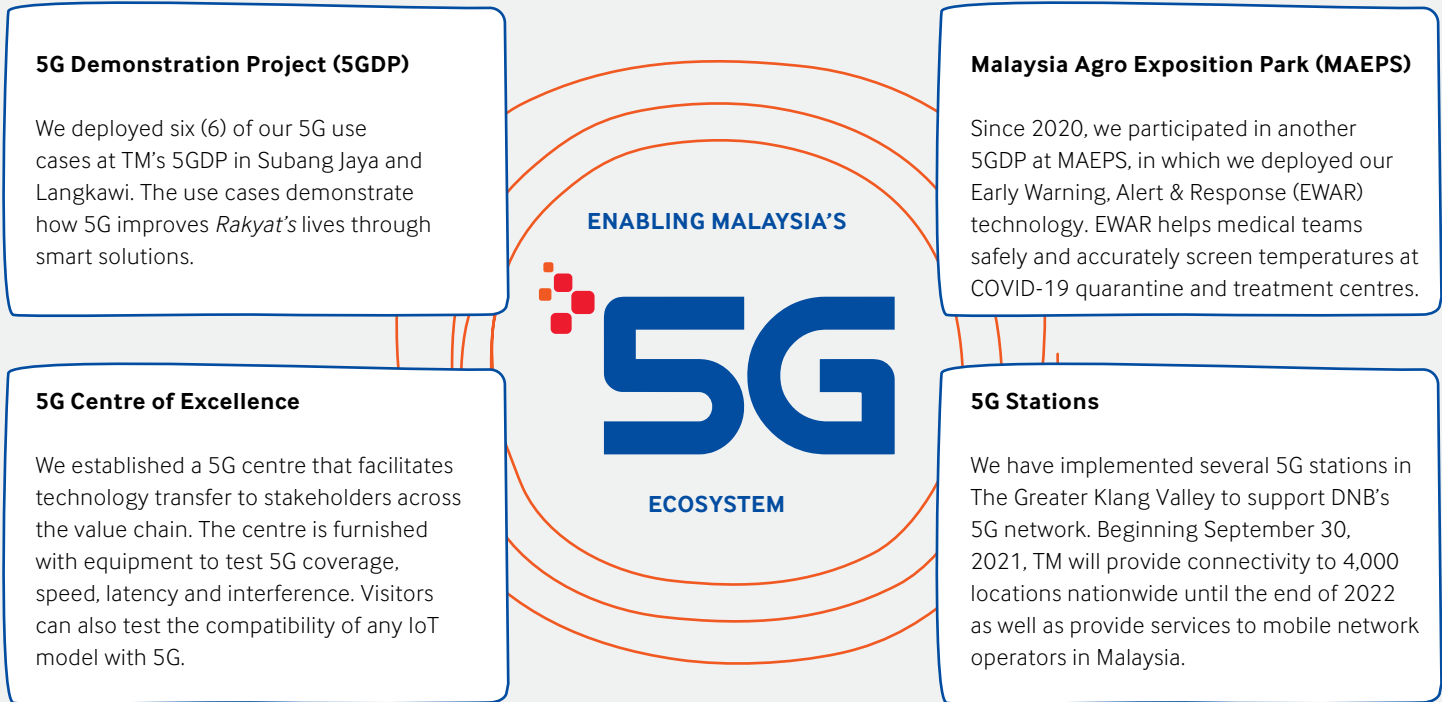 5G Demonstration Project (5GDP)
We deployed six (6) of our 5G use
cases at TM's 5GDP in Subang Jaya and
Langkawi. The use cases demonstrate
how 5G improves Rakyat's lives through
smart solutions.
Malaysia Agro Exposition Park (MAEPS)
Since 2020, we participated in another
5GDP at MAEPS, in which we deployed our
Early Warning, Alert & Response (EWAR)
technology. EWAR helps medical teams
safely and accurately screen temperatures at
COVID-19 quarantine and treatment centres.
ENABLING MALAYSIA'S
5G
ECOSYSTEM
5G Centre of Excellence
We established a 5G centre that facilitates
technology transfer to stakeholders across
the value chain. The centre is furnished
with equipment to test 5G coverage,
speed, latency and interference. Visitors
can also test the compatibility of any IoT
model with 5G.
5G Stations
We have implemented several 5G stations in
The Greater Klang Valley to support DNB's
5G network. Beginning September 30,
2021, TM will provide connectivity to 4,000
locations nationwide until the end of 2022
as well as provide services to mobile network
operators in Malaysia.